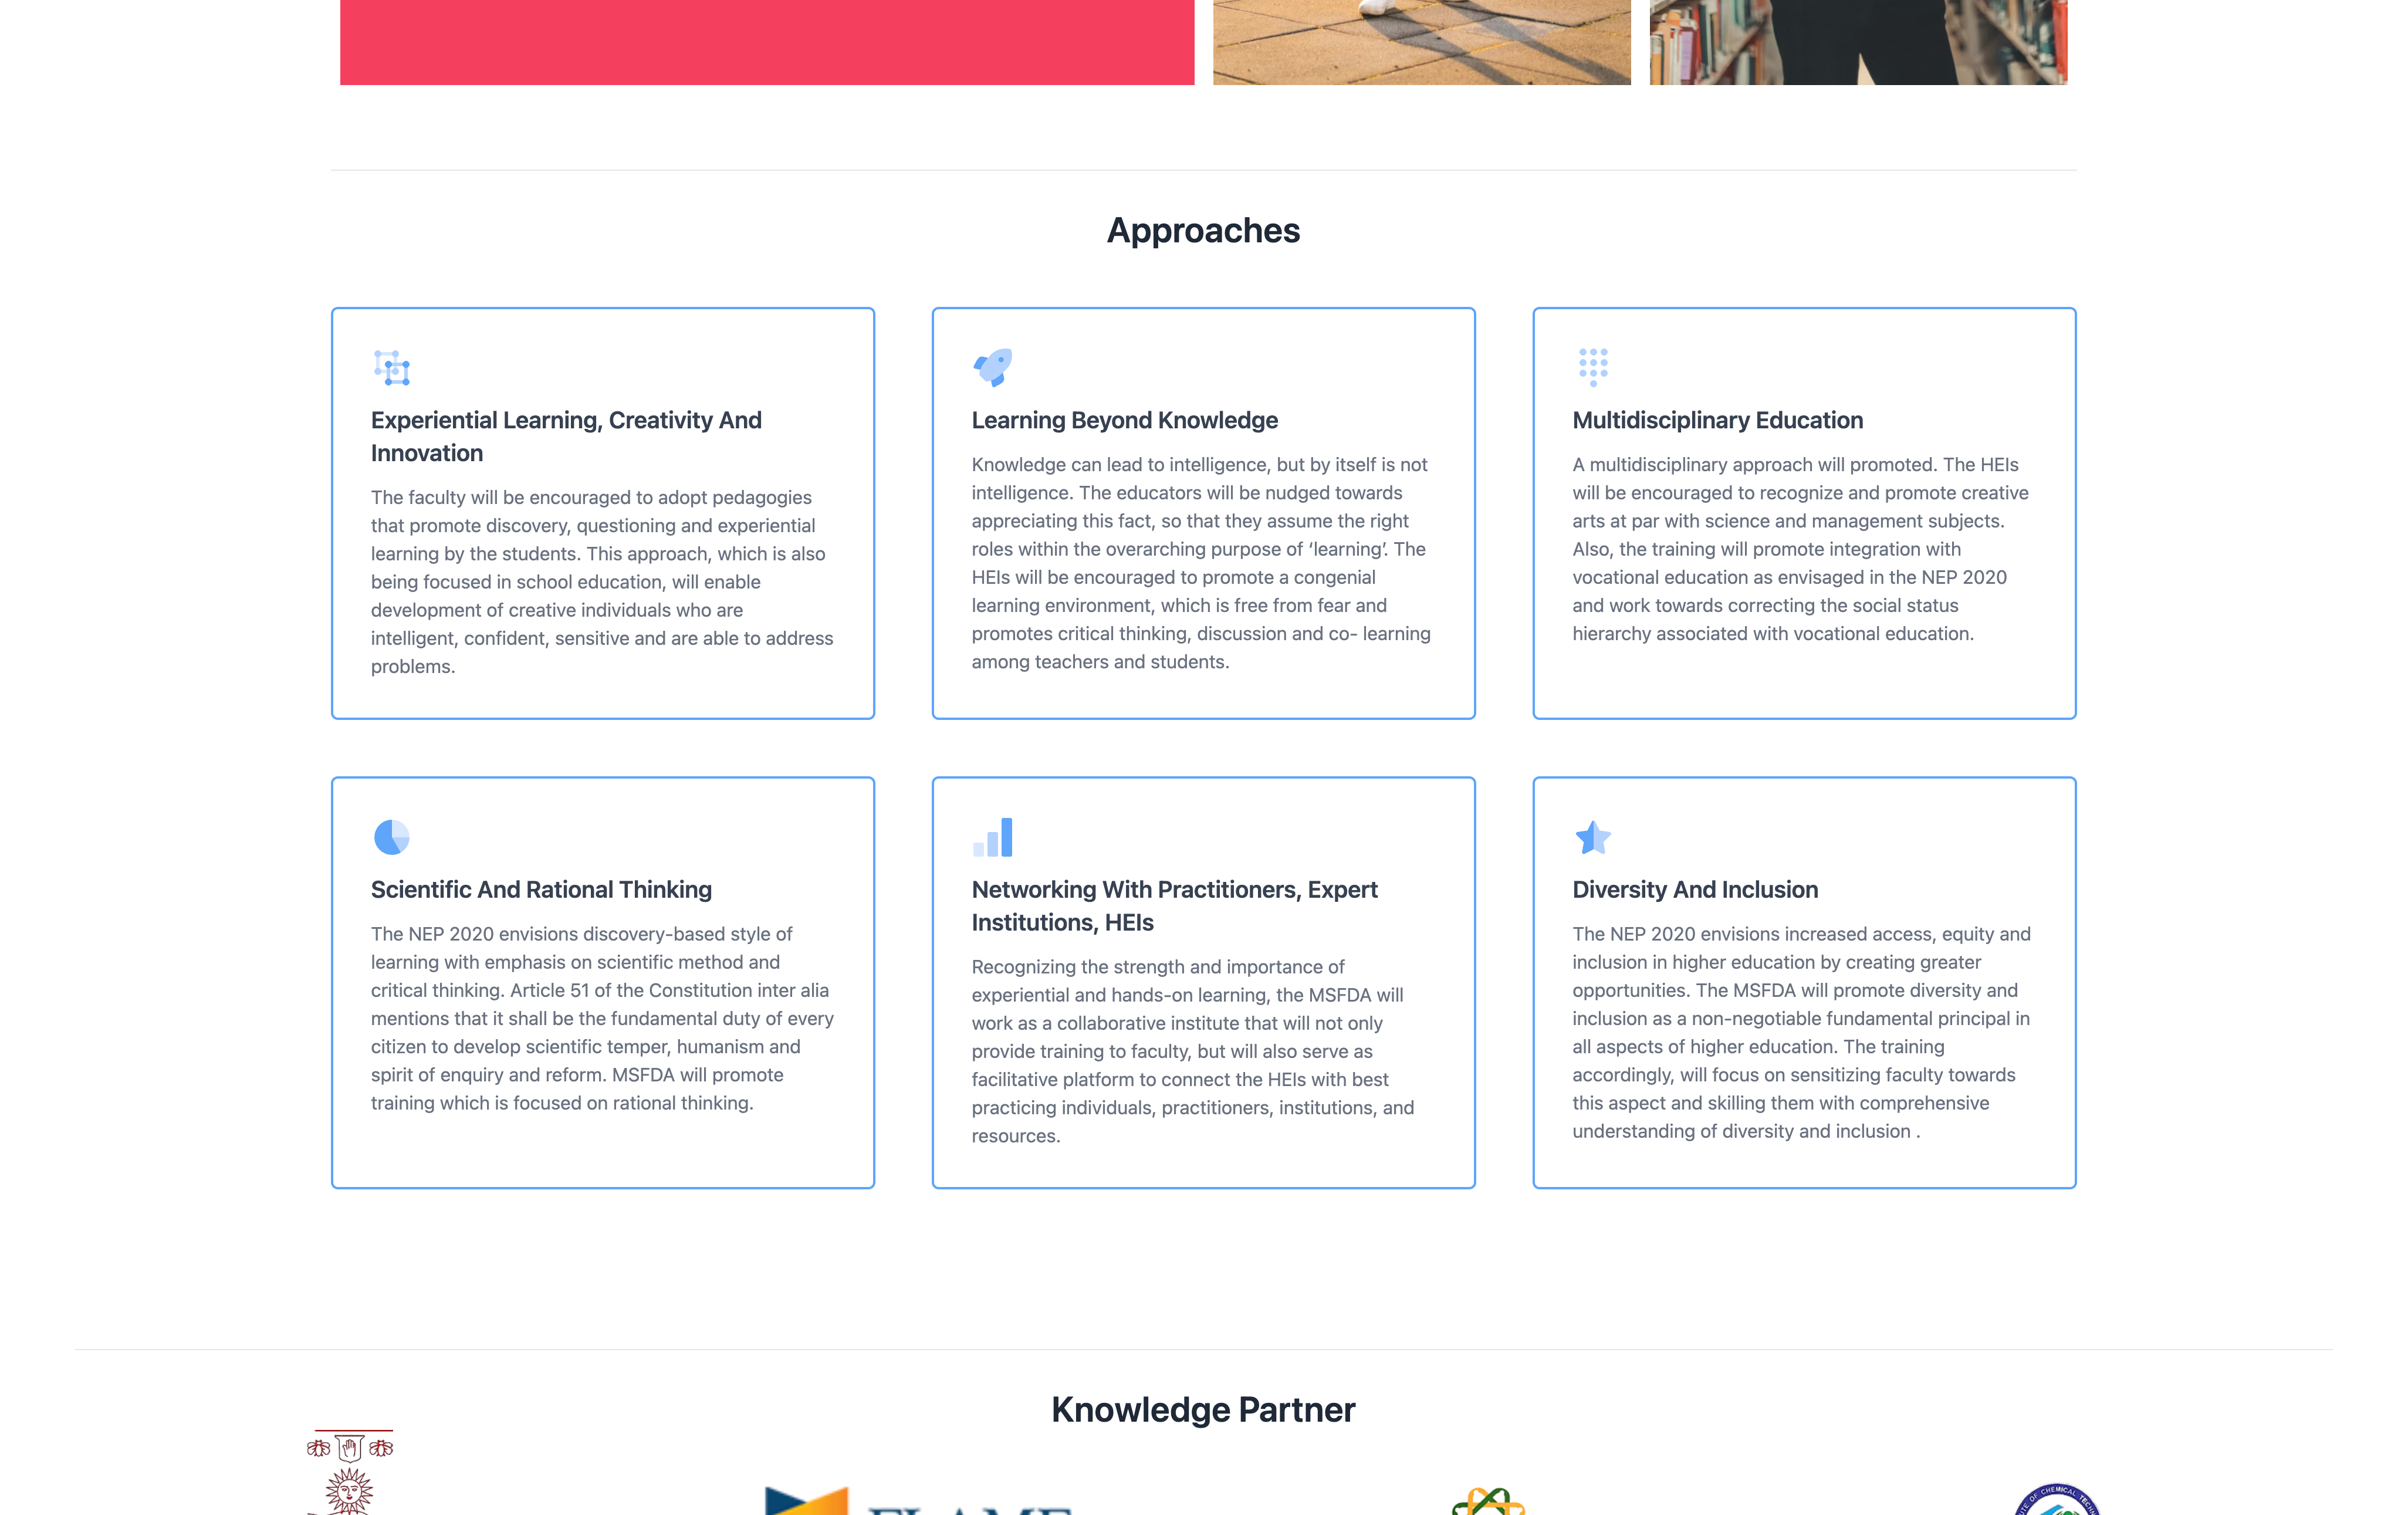 Approaches
Experiential Learning, Creativity And
Innovation
The faculty will be encouraged to adopt pedagogies
that promote discovery, questioning and experiential
learning by the students. This approach, which is also
being focused in school education, will enable
development of creative individuals who are
intelligent, confident, sensitive and are able to address
problems.
Learning Beyond Knowledge
Knowledge can lead to intelligence, but by itself is not
intelligence. The educators will be nudged towards
appreciating this fact, so that they assume the right
roles within the overarching purpose of ‘learning’. The
HEIs will be encouraged to promote a congenial
learning environment, which is free from fear and
promotes critical thinking, discussion and co- learning
among teachers and students.
Multidisciplinary Education
A multidisciplinary approach will promoted. The HEIs
will be encouraged to recognize and promote creative
arts at par with science and management subjects.
Also, the training will promote integration with
vocational education as envisaged in the NEP 2020
and work towards correcting the social status
hierarchy associated with vocational education.
Scientific And Rational Thinking
The NEP 2020 envisions discovery-based style of
learning with emphasis on scientific method and
critical thinking. Article 51 of the Constitution inter alia
mentions that it shall be the fundamental duty of every
citizen to develop scientific temper, humanism and
spirit of enquiry and reform. MSFDA will promote
training which is focused on rational thinking.
Networking With Practitioners, Expert
Institutions, HEIs
Recognizing the strength and importance of
experiential and hands-on learning, the MSFDA will
work as a collaborative institute that will not only
provide training to faculty, but will also serve as
facilitative platform to connect the HEIs with best
practicing individuals, practitioners, institutions, and
resources.
Diversity And Inclusion
The NEP 2020 envisions increased access, equity and
inclusion in higher education by creating greater
opportunities. The MSFDA will promote diversity and
inclusion as a non-negotiable fundamental principal in
all aspects of higher education. The training
accordingly, will focus on sensitizing faculty towards
this aspect and skilling them with comprehensive
understanding of diversity and inclusion .
Knowledge Partner